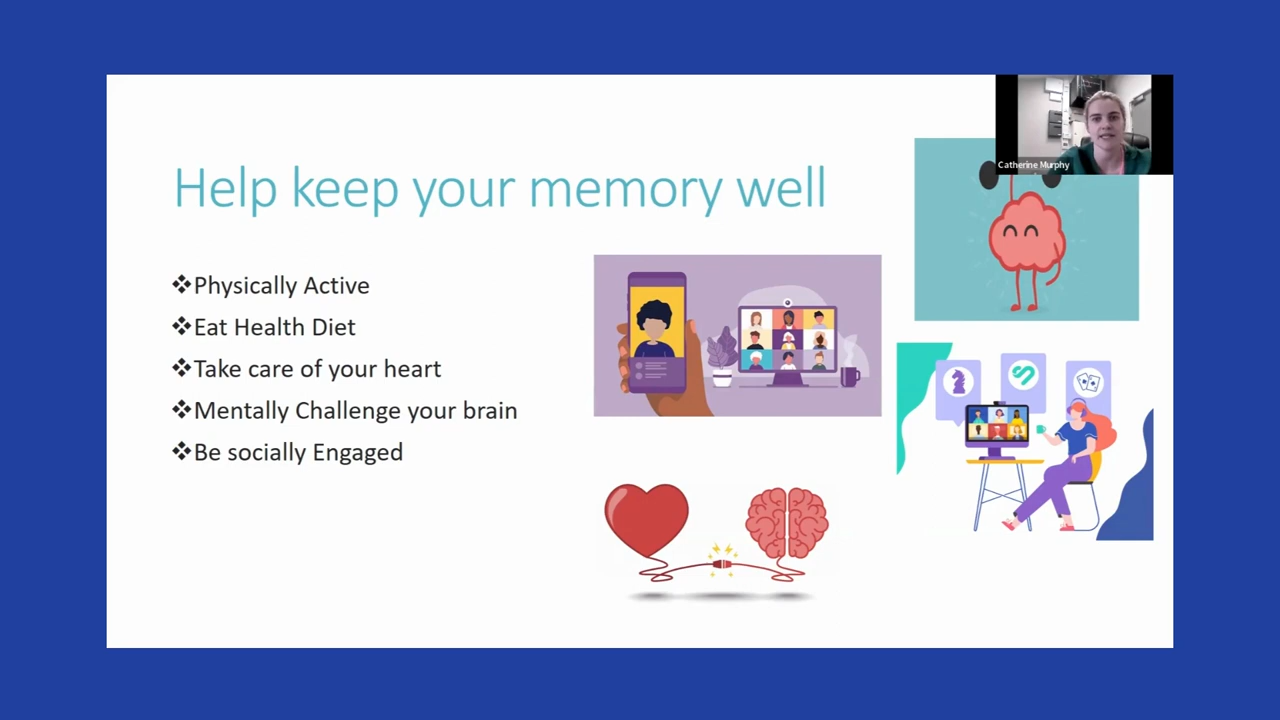 Catherine Murphy
Help keep your memory well
❖Physically Active
❖Eat Health Diet
❖Take care of your heart
❖Mentally Challenge your brain
❖Be socially Engaged